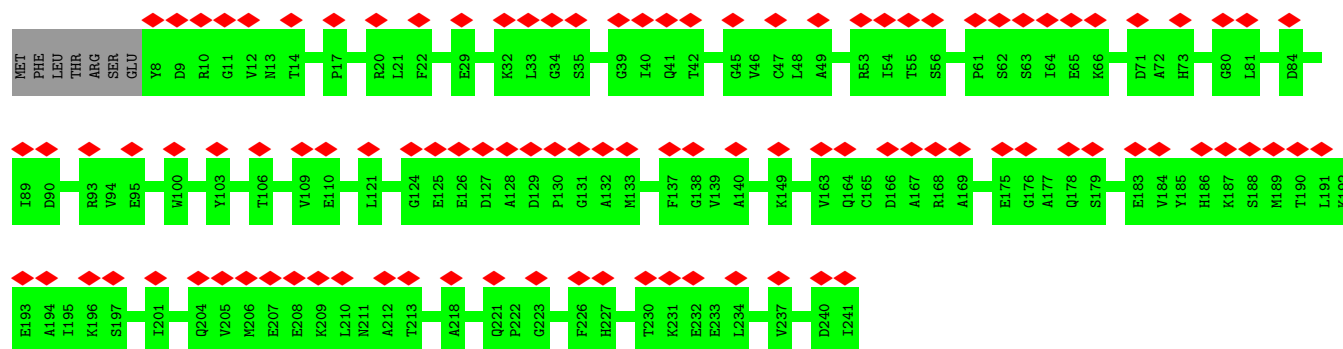 MET PHE LEU THR ARG SER GLU Y8 D9 R10 G11 V12 N13 T14 P17 R20 L21 F22 E29 K32 L33 G34 S35 G39 I40 Q41 T42 G45 V46 C47 L48 A49 R53 I54 T55 S56 P61 S62 S63 I64 E65 K66 D71 A72 H73 G80 L81 D84
I89 D90 R93 V94 E95 W100 Y103 T106 V109 E110 L121 G124 E125 E126 D127 A128 D129 P130 G131 A132 M133 F137 G138 V139 A140 K149 V163 Q164 C165 D166 A167 R168 A169 E175 G176 A177 Q178 S179 E183 V184 Y185 H186 K187 S188 M189 T190 L191 K192
E193 A194 I195 K196 S197 I201 Q204 V205 M206 E207 E208 K209 L210 N211 A212 T213 A218 Q221 P222 G223 F226 H227 T230 K231 E232 E233 L234 V237 D240 I241